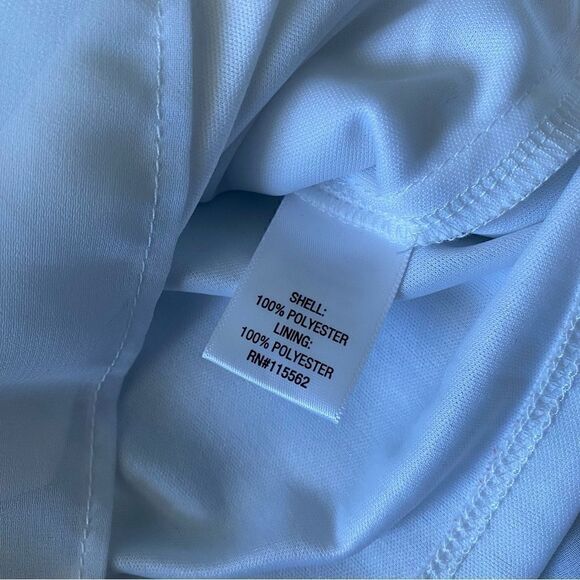 SHELL:
100% POLYESTER
LINING:
100% POLYESTER
RN#115562